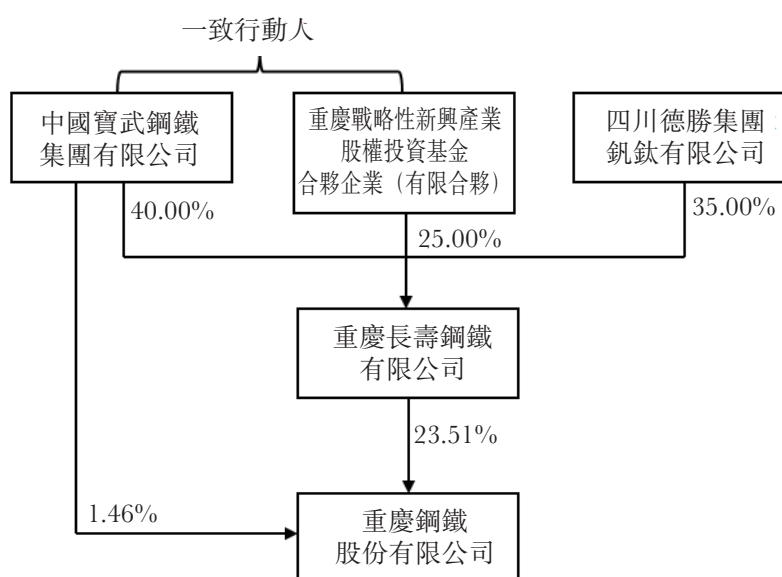 一致行動人
中國寶武鋼鐵
集團有限公司
重慶戰略性新興產業
股權投資基金
合夥企業（有限合夥）
四川德勝集團
釩鈦有限公司
40.00%
25.00%
35.00%
重慶長壽鋼鐵
有限公司
23.51%
1.46%
重慶鋼鐵
股份有限公司